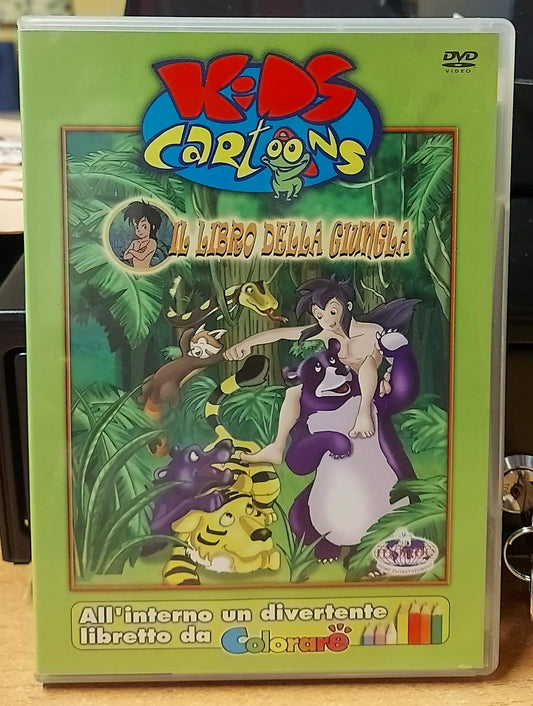 KiDS
Cartoons
DVD
VIDEO
IL LIBRO DELLA GIUNGLA
All'interno un divertente
libretto da Colorare